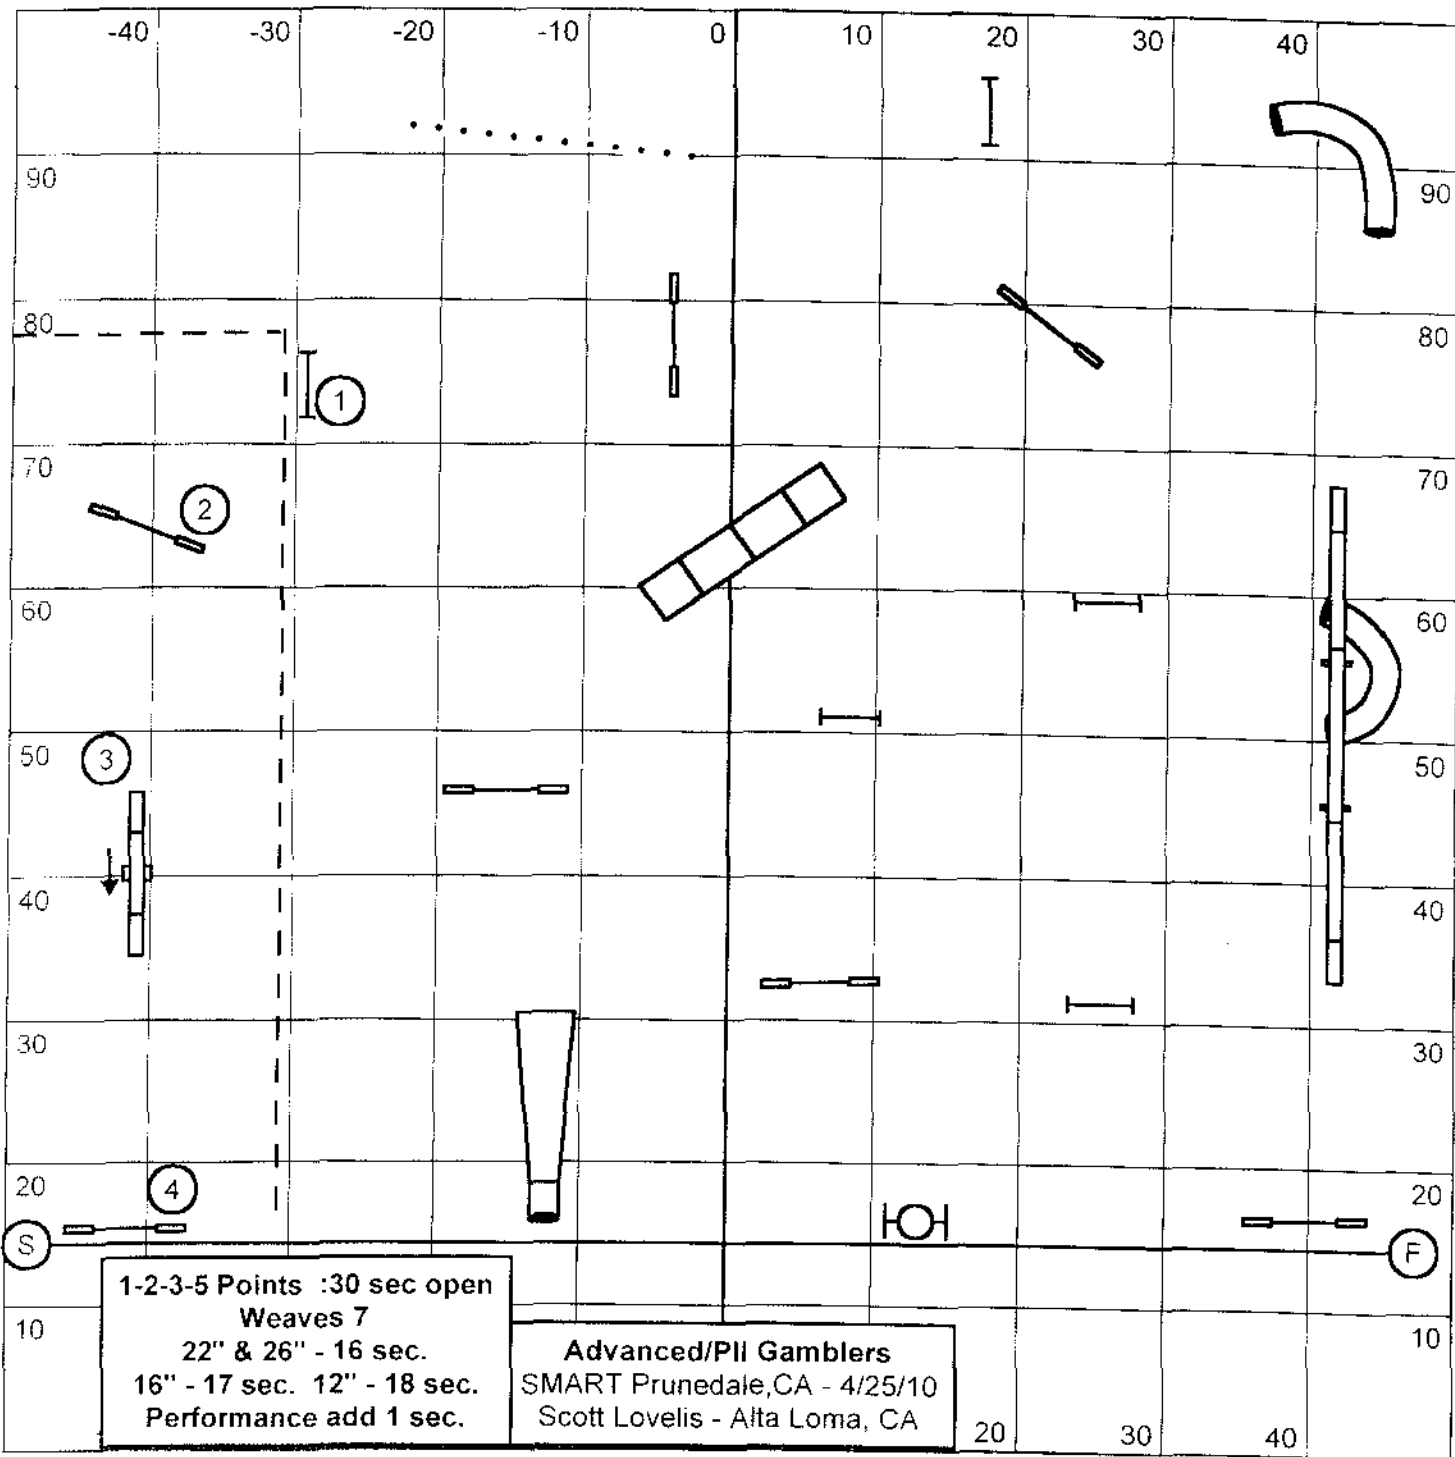 -40 -30 -20 -10 0 10 20 30 40
90 90
80 80
1
70 70
2
60 60
50 50
3
40 40
30 30
20 20
4
S F
1-2-3-5 Points :30 sec open
Weaves 7
22" & 26" - 16 sec.
16" - 17 sec. 12" - 18 sec.
Performance add 1 sec.
10 10
Advanced/PII Gamblers
SMART Prunedale,CA - 4/25/10
Scott Lovelis - Alta Loma, CA
20 30 40